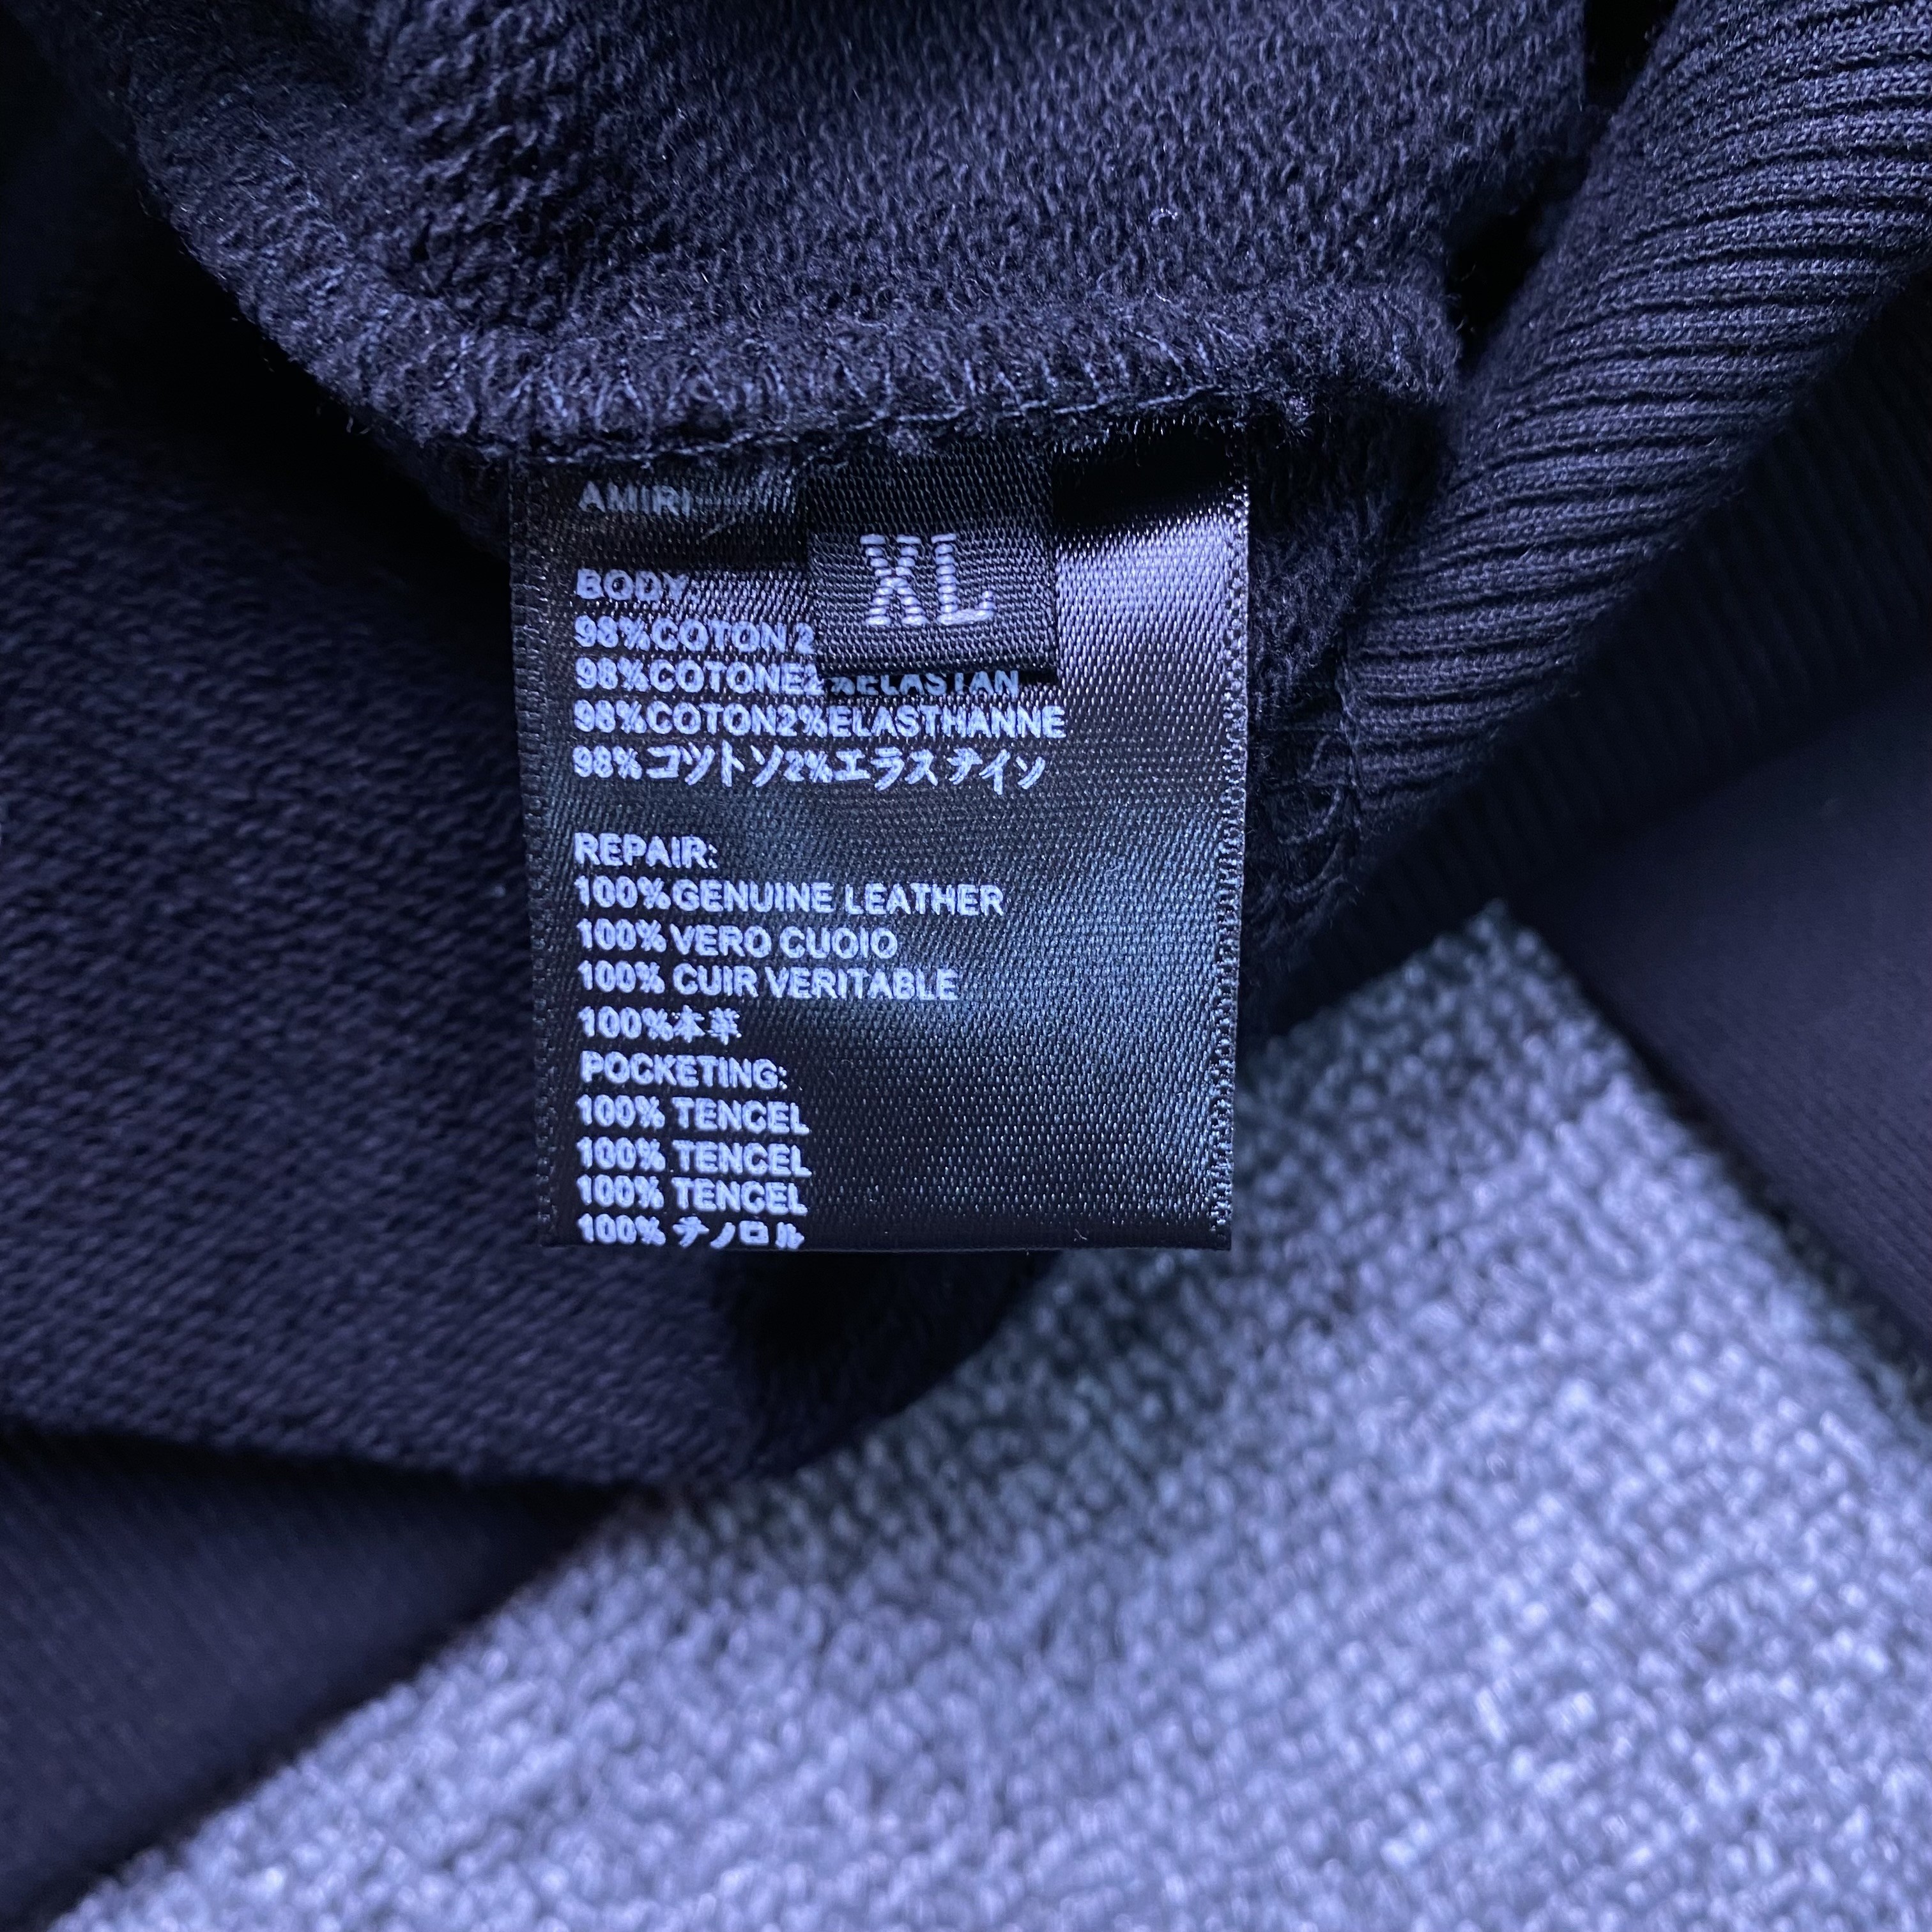 AMIRI
XL
BODY
98%COTON 2
98%COTONE2%ELASTAN
98%COTON2%ELASTHANNE
98%コツトソ2%エラスナイソ
REPAIR:
100%GENUINE LEATHER
100% VERO CUOIO
100% CUIR VERITABLE
100%本革
POCKETING:
100% TENCEL
100% TENCEL
100% TENCEL
100% テノロル